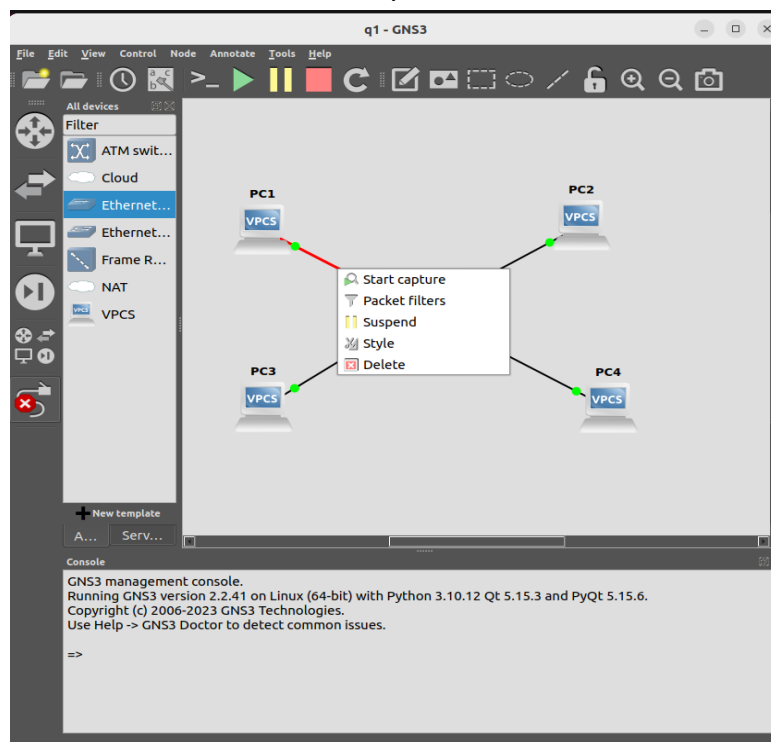 q1 - GNS3
File Edit View Control Node Annotate Tools Help
All devices
Filter
ATM swit...
Cloud
Ethernet...
Ethernet...
Frame R...
NAT
VPCS
New template
A... Serv...
PC1
VPCS
PC2
VPCS
Start capture
Packet filters
Suspend
Style
Delete
PC3
VPCS
PC4
VPCS
Console
GNS3 management console.
Running GNS3 version 2.2.41 on Linux (64-bit) with Python 3.10.12 Qt 5.15.3 and PyQt 5.15.6.
Copyright (c) 2006-2023 GNS3 Technologies.
Use Help -> GNS3 Doctor to detect common issues.
=>